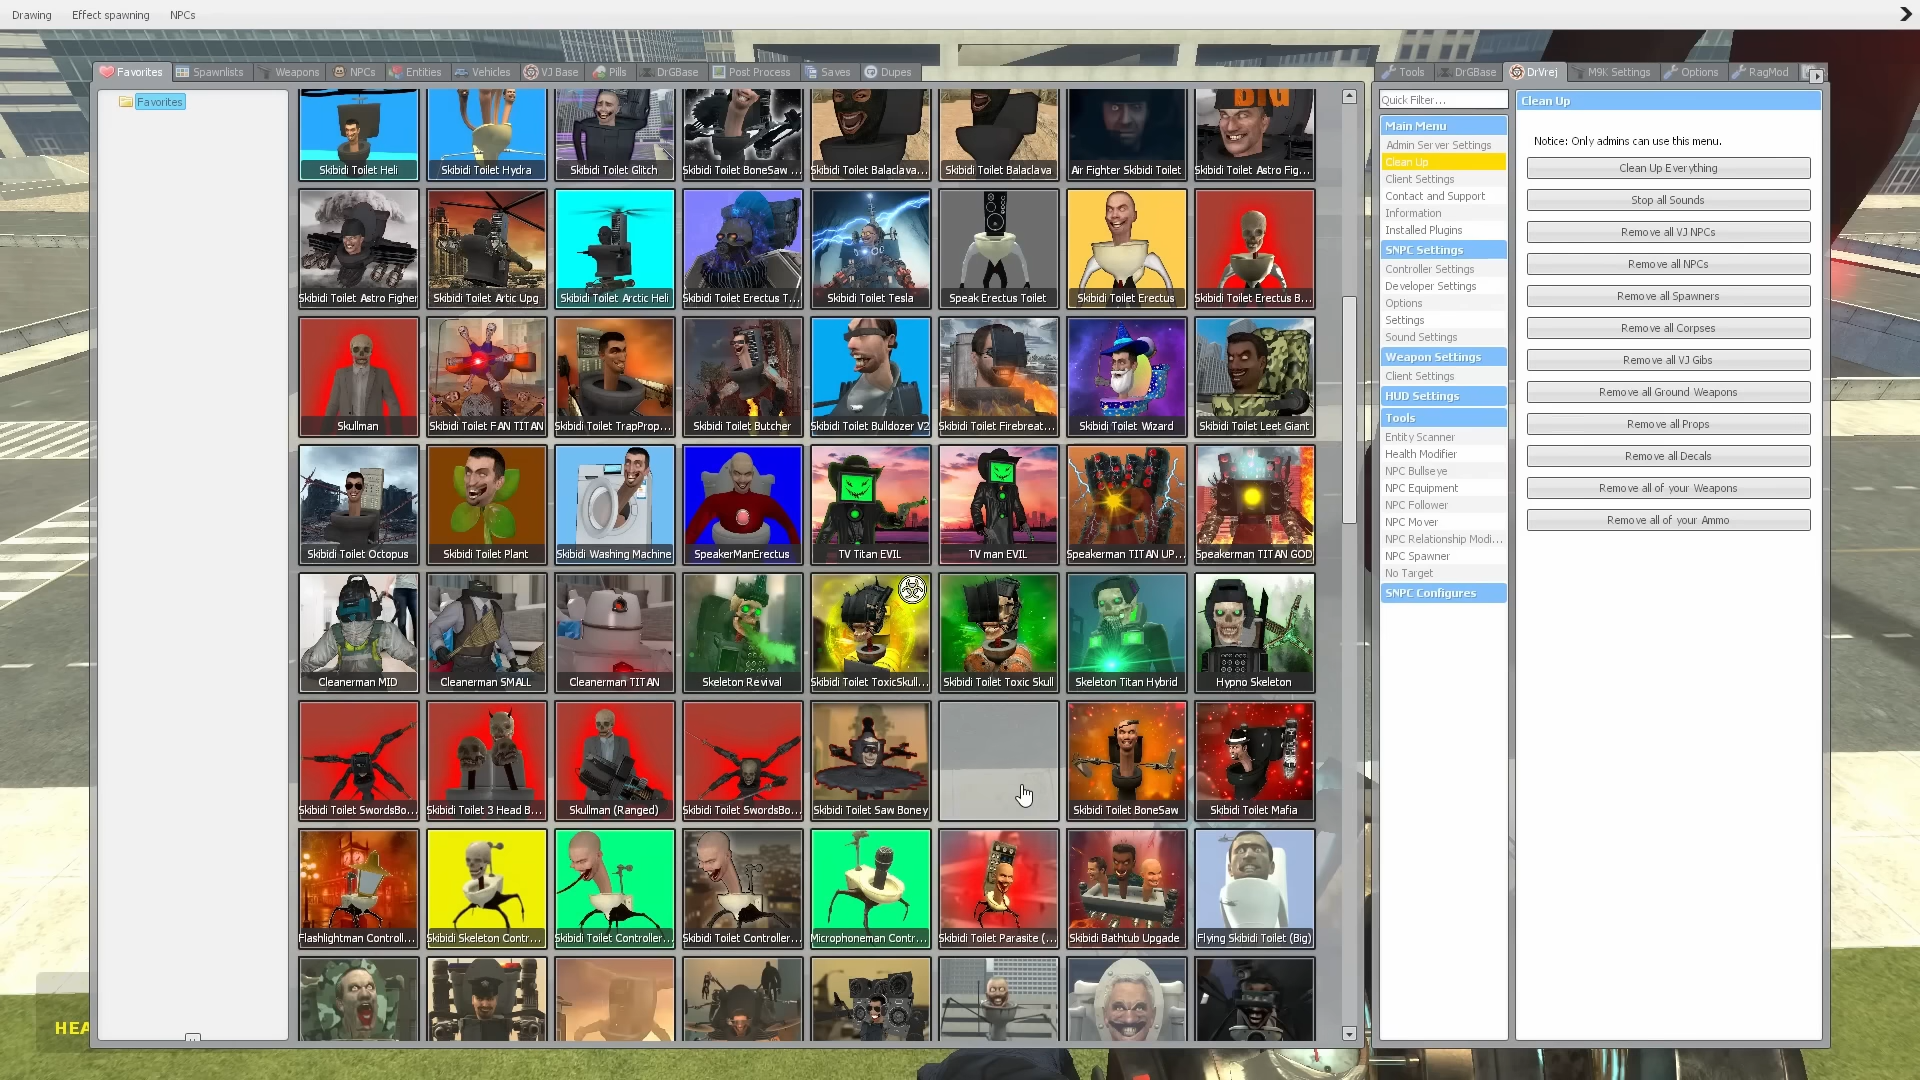 Drawing Effect spawning NPCs
Favorites Spawnlists Weapons NPCs Entities Vehicles VJ Base Pills DrGBase Post Process Saves Dupes
Tools DrGBase DrVrej M9K Settings Options RagMod
Favorites
BIG
Skibidi Toilet Heli
Skibidi Toilet Hydra
Skibidi Toilet Glitch
Skibidi Toilet BoneSaw ...
Skibidi Toilet Balaclava...
Skibidi Toilet Balaclava
Air Fighter Skibidi Toilet
Skibidi Toilet Astro Fig...
Skibidi Toilet Astro Figher
Skibidi Toilet Artic Upg
Skibidi Toilet Arctic Heli
Skibidi Toilet Erectus T...
Skibidi Toilet Tesla
Speak Erectus Toilet
Skibidi Toilet Erectus
Skibidi Toilet Erectus B...
Skullman
Skibidi Toilet FAN TITAN
Skibidi Toilet TrapProp...
Skibidi Toilet Butcher
Skibidi Toilet Bulldozer V2
Skibidi Toilet Firebreat...
Skibidi Toilet Wizard
Skibidi Toilet Leet Giant
Skibidi Toilet Octopus
Skibidi Toilet Plant
Skibidi Washing Machine
SpeakerManErectus
TV Titan EVIL
TV man EVIL
Speakerman TITAN UP...
Speakerman TITAN GOD
Cleanerman MID
Cleanerman SMALL
Cleanerman TITAN
Skeleton Revival
Skibidi Toilet ToxicSkull...
Skibidi Toilet Toxic Skull
Skeleton Titan Hybrid
Hypno Skeleton
Skibidi Toilet SwordsBo...
Skibidi Toilet 3 Head B...
Skullman (Ranged)
Skibidi Toilet SwordsBo...
Skibidi Toilet Saw Boney
Skibidi Toilet BoneSaw
Skibidi Toilet Mafia
Flashlightman Controll...
Skibidi Skeleton Contr...
Skibidi Toilet Controller...
Skibidi Toilet Controller...
Microphoneman Contr...
Skibidi Toilet Parasite (...
Skibidi Bathtub Upgade
Flying Skibidi Toilet (Big)
HEA
Quick Filter...
Main Menu
Admin Server Settings
Clean Up
Client Settings
Contact and Support
Information
Installed Plugins
SNPC Settings
Controller Settings
Developer Settings
Options
Settings
Sound Settings
Weapon Settings
Client Settings
HUD Settings
Tools
Entity Scanner
Health Modifier
NPC Bullseye
NPC Equipment
NPC Follower
NPC Mover
NPC Relationship Modi...
NPC Spawner
No Target
SNPC Configures
Clean Up
Notice: Only admins can use this menu.
Clean Up Everything
Stop all Sounds
Remove all VJ NPCs
Remove all NPCs
Remove all Spawners
Remove all Corpses
Remove all VJ Gibs
Remove all Ground Weapons
Remove all Props
Remove all Decals
Remove all of your Weapons
Remove all of your Ammo